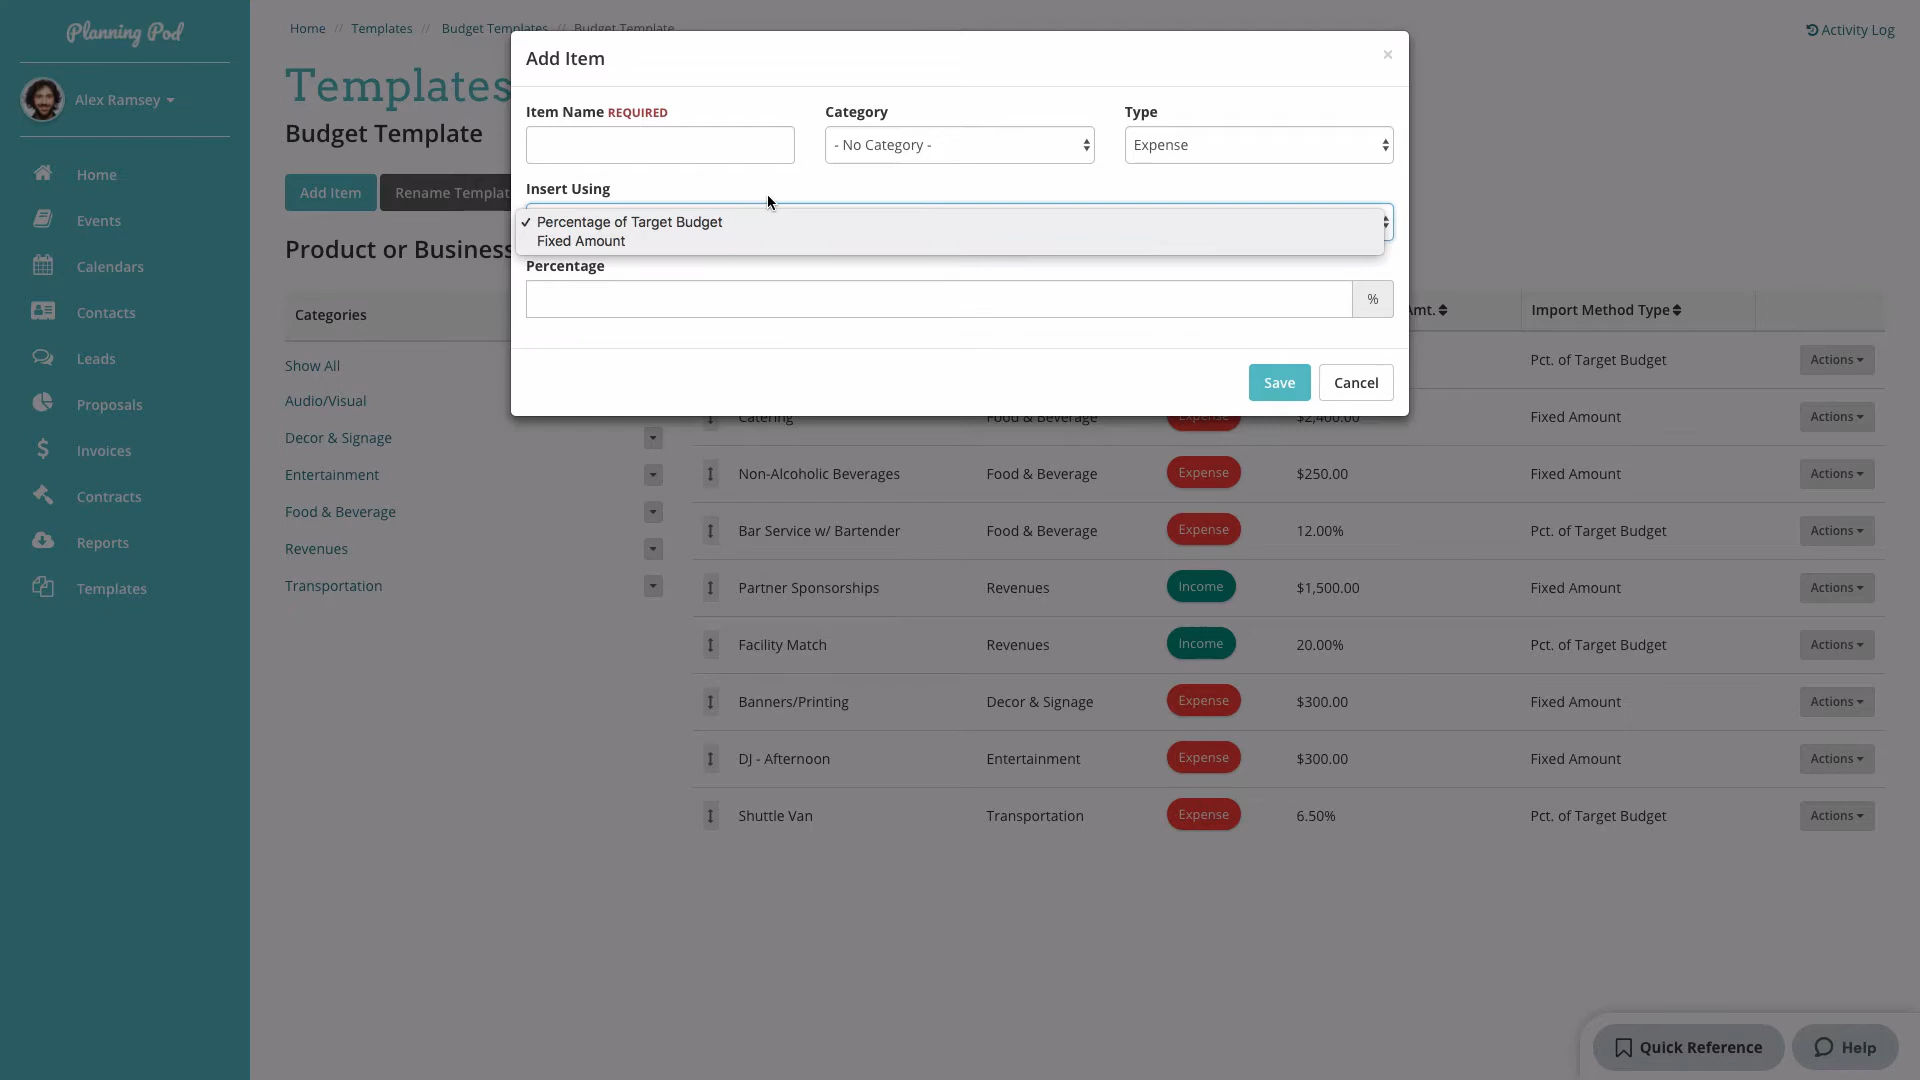 Planning Pod
Alex Ramsey
Home
Events
Calendars
Contacts
Leads
Proposals
Invoices
Contracts
Reports
Templates
Home // Templates // Budget Templates // Budget Template
Activity Log
Templates
Budget Template
Add Item
Rename Templat
Product or Business
Categories
Show All
Audio/Visual
Decor & Signage
Entertainment
Food & Beverage
Revenues
Transportation
Add Item
×
Item Name REQUIRED
Category
Type
- No Category -
Expense
Insert Using
✓ Percentage of Target Budget
Fixed Amount
Percentage
%
Save
Cancel
Amt.
Import Method Type
Pct. of Target Budget Actions
Catering Food & Beverage Expense $2,400.00 Fixed Amount Actions
Non-Alcoholic Beverages Food & Beverage Expense $250.00 Fixed Amount Actions
Bar Service w/ Bartender Food & Beverage Expense 12.00% Pct. of Target Budget Actions
Partner Sponsorships Revenues Income $1,500.00 Fixed Amount Actions
Facility Match Revenues Income 20.00% Pct. of Target Budget Actions
Banners/Printing Decor & Signage Expense $300.00 Fixed Amount Actions
DJ - Afternoon Entertainment Expense $300.00 Fixed Amount Actions
Shuttle Van Transportation Expense 6.50% Pct. of Target Budget Actions
Quick Reference
Help